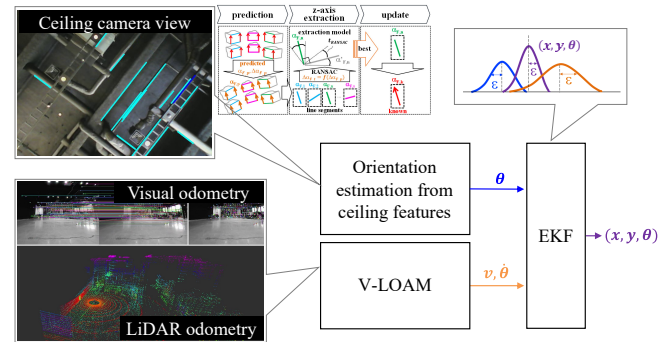 Ceiling camera view
prediction
z-axis
extraction
update
extraction model
best
predicted
RANSAC
line segments
known
(x, y, θ)
ε
ε
ε
Orientation
estimation from
ceiling features
θ
Visual odometry
EKF
(x, y, θ)
V-LOAM
v, θ̇
LiDAR odometry